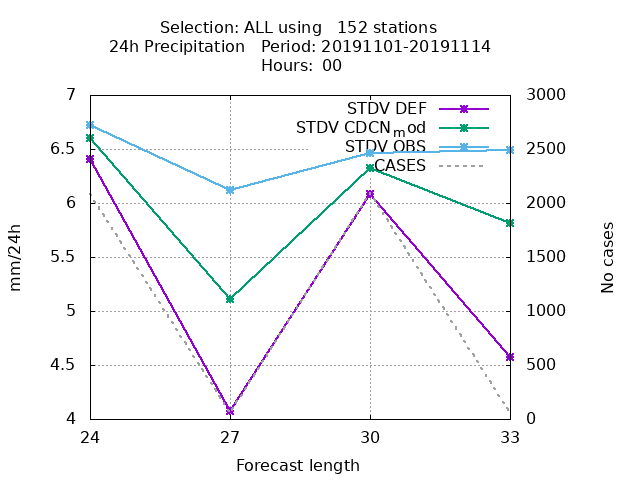 Selection: ALL using 152 stations
24h Precipitation Period: 20191101-20191114
Hours: 00
7
6.5
6
5.5
5
4.5
4
3000
2500
2000
1500
1000
500
0
STDV DEF
STDV CDCN_mod
STDV OBS
CASES
mm/24h
No cases
24 27 30 33
Forecast length